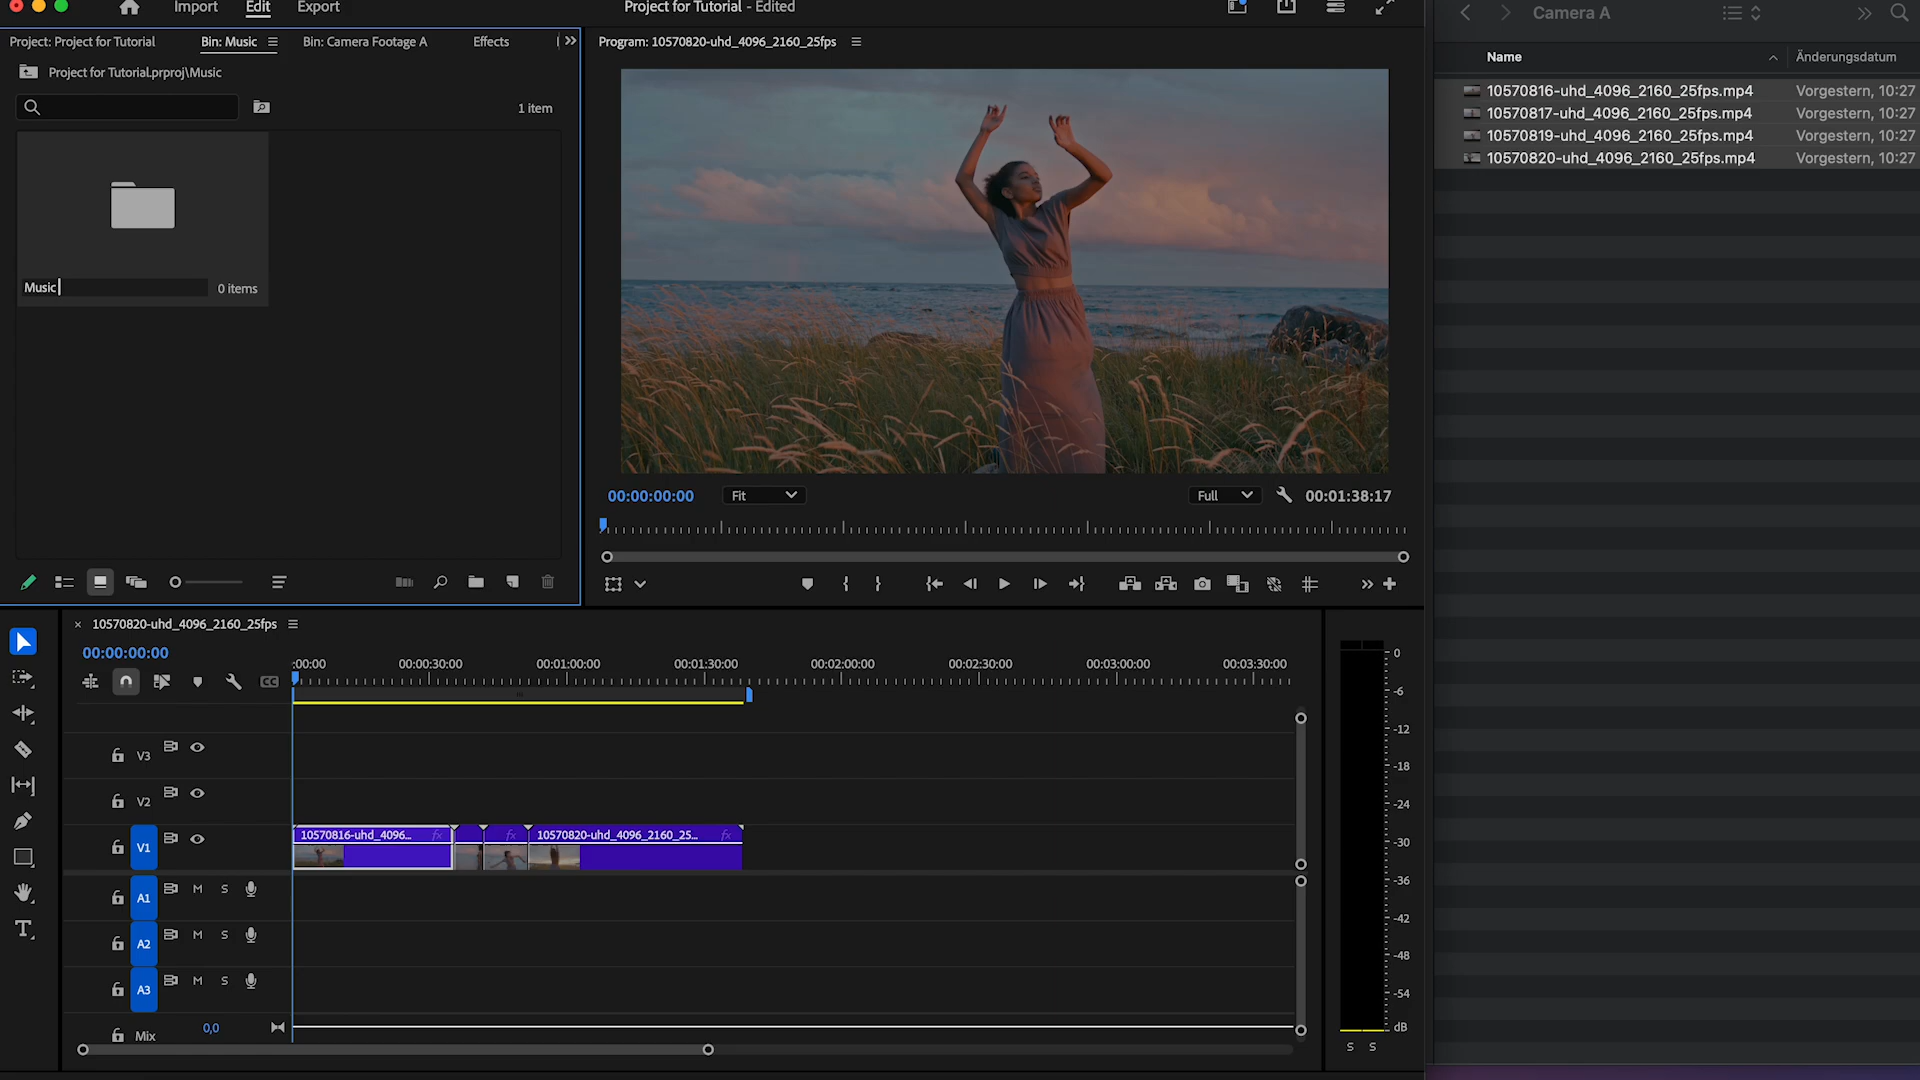 Import Edit Export
Project for Tutorial - Edited
Camera A
Project: Project for Tutorial
Bin: Music
Bin: Camera Footage A
Effects
Program: 10570820-uhd_4096_2160_25fps
Name
Änderungsdatum
Project for Tutorial.prproj\Music
1 item
10570816-uhd_4096_2160_25fps.mp4 Vorgestern, 10:27
10570817-uhd_4096_2160_25fps.mp4 Vorgestern, 10:27
10570819-uhd_4096_2160_25fps.mp4 Vorgestern, 10:27
10570820-uhd_4096_2160_25fps.mp4 Vorgestern, 10:27
Music
0 items
00:00:00:00
Fit
Full
00:01:38:17
10570820-uhd_4096_2160_25fps
00:00:00:00
:00:00 00:00:30:00 00:01:00:00 00:01:30:00 00:02:00:00 00:02:30:00 00:03:00:00 00:03:30:00
CC
V3
V2
V1
10570816-uhd_4096... fx
fx
10570820-uhd_4096_2160_25... fx
A1 M S
A2 M S
A3 M S
Mix 0,0
0
-6
-12
-18
-24
-30
-36
-42
-48
-54
dB
S S